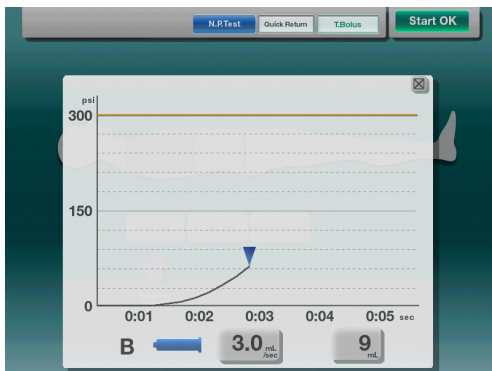 N.P.Test Quick Return T.Bolus Start OK
psi
300
150
0
0:01 0:02 0:03 0:04 0:05 sec
B 3.0 mL/sec 9 mL